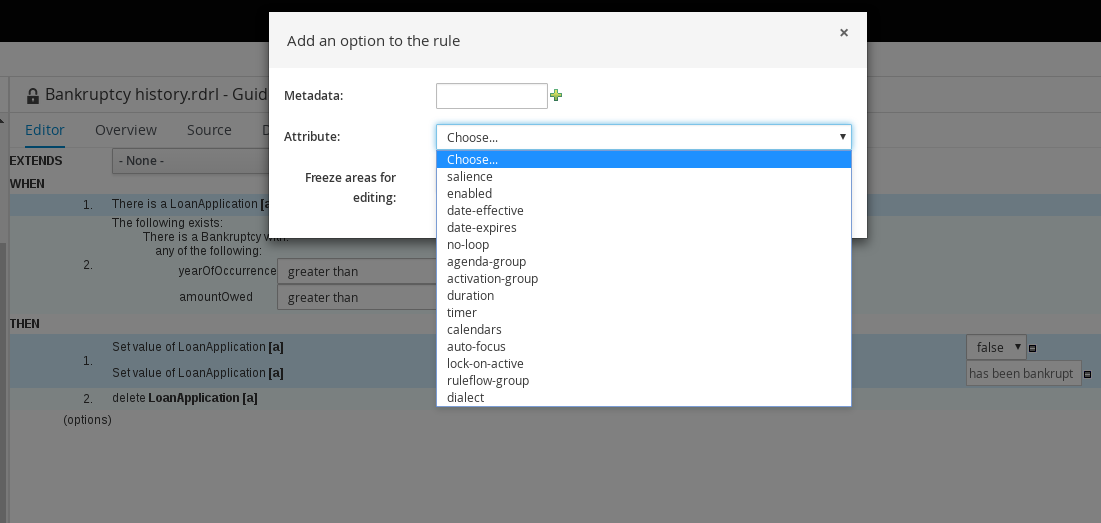 Add an option to the rule ×
Metadata:
Attribute: Choose...
Choose...
salience
enabled
date-effective
date-expires
no-loop
agenda-group
activation-group
duration
timer
calendars
auto-focus
lock-on-active
ruleflow-group
dialect
Freeze areas for
editing:
Bankruptcy history.rdrl - Guid
Editor Overview Source D
EXTENDS - None -
WHEN
1. There is a LoanApplication [a
2. The following exists:
There is a Bankruptcy with:
any of the following:
yearOfOccurrence greater than
amountOwed greater than
THEN
1. Set value of LoanApplication [a] false
Set value of LoanApplication [a] has been bankrupt
2. delete LoanApplication [a]
(options)